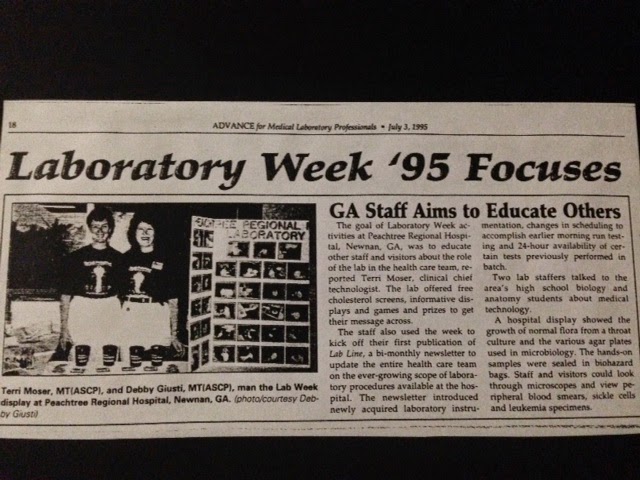 16
ADVANCE for Medical Laboratory Professionals • July 3, 1995
Laboratory Week '95 Focuses
REGIONAL
LABORATORY
Terri Moser, MT(ASCP), and Debby Giusti, MT(ASCP), man the Lab Week
display at Peachtree Regional Hospital, Newnan, GA. (photo/courtesy Deb-
by Giusti)
GA Staff Aims to Educate Others
The goal of Laboratory Week ac-
tivities at Peachtree Regional Hospi-
tal, Newnan, GA, was to educate
other staff and visitors about the role
of the lab in the health care team, re-
ported Terri Moser, clinical chief
technologist. The lab offered free
cholesterol screens, informative dis-
plays and games and prizes to get
their message across.
The staff also used the week to
kick off their first publication of
Lab Line, a bi-monthly newsletter to
update the entire health care team
on the ever-growing scope of labora-
tory procedures available at the hos-
pital. The newsletter introduced
newly acquired laboratory instru-
mentation, changes in scheduling to
accomplish earlier morning run test-
ing and 24-hour availability of cer-
tain tests previously performed in
batch.
Two lab staffers talked to the
area's high school biology and
anatomy students about medical
technology.
A hospital display showed the
growth of normal flora from a throat
culture and the various agar plates
used in microbiology. The hands-on
samples were sealed in biohazard
bags. Staff and visitors could look
through microscopes and view pe-
ripheral blood smears, sickle cells
and leukemia specimens.